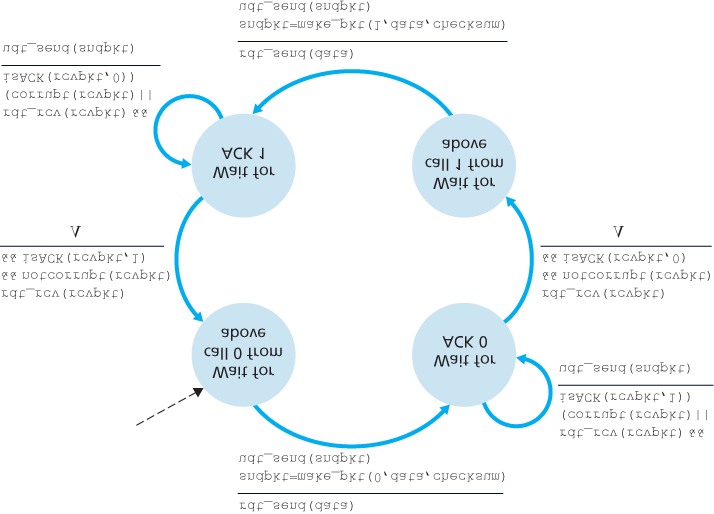 rdt_send(data)
sndpkt=make_pkt(0,data,checksum)
udt_send(sndpkt)
rdt_rcv(rcvpkt) &&
(corrupt(rcvpkt)||
isACK(rcvpkt,1))
udt_send(sndpkt)
Wait for
call 0 from
above
Wait for
ACK 0
rdt_rcv(rcvpkt)
&& notcorrupt(rcvpkt)
&& isACK(rcvpkt,1)
Λ
rdt_rcv(rcvpkt)
&& notcorrupt(rcvpkt)
&& isACK(rcvpkt,0)
Λ
Wait for
ACK 1
Wait for
call 1 from
above
rdt_rcv(rcvpkt) &&
(corrupt(rcvpkt)||
isACK(rcvpkt,0))
udt_send(sndpkt)
rdt_send(data)
sndpkt=make_pkt(1,data,checksum)
udt_send(sndpkt)